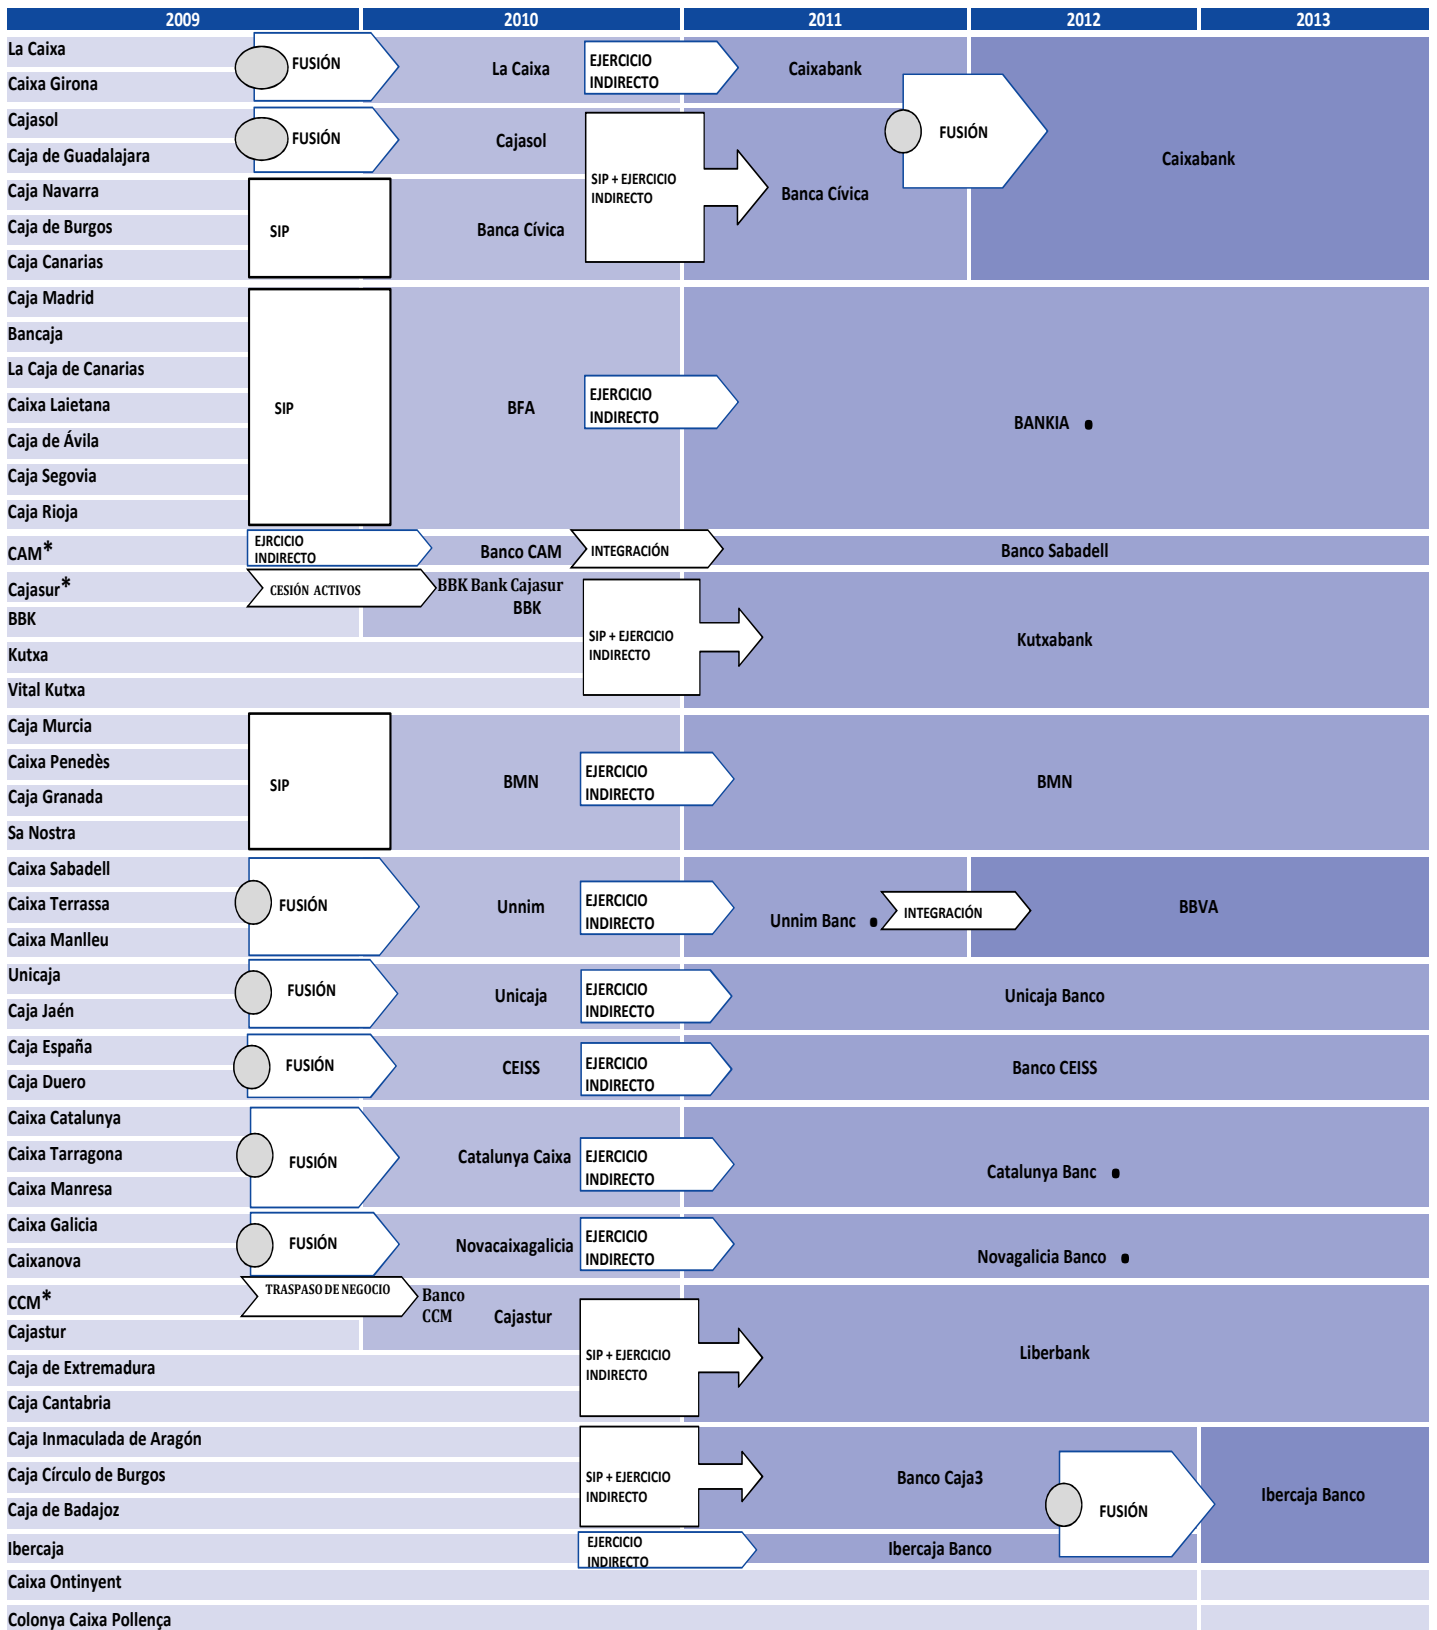 2009 2010 2011 2012 2013
La Caixa
Caixa Girona
FUSIÓN
La Caixa
EJERCICIO
INDIRECTO
Caixabank
Cajasol
Caja de Guadalajara
FUSIÓN
Cajasol
Caja Navarra
Caja de Burgos
Caja Canarias
SIP
Banca Cívica
SIP + EJERCICIO
INDIRECTO
Banca Cívica
FUSIÓN
Caixabank
Caja Madrid
Bancaja
La Caja de Canarias
Caixa Laietana
Caja de Ávila
Caja Segovia
Caja Rioja
SIP
BFA
EJERCICIO
INDIRECTO
BANKIA •
CAM*
EJRCICIO
INDIRECTO
Banco CAM
INTEGRACIÓN
Banco Sabadell
Cajasur*
CESIÓN ACTIVOS
BBK Bank Cajasur
BBK
BBK
Kutxa
Vital Kutxa
SIP + EJERCICIO
INDIRECTO
Kutxabank
Caja Murcia
Caixa Penedès
Caja Granada
Sa Nostra
SIP
BMN
EJERCICIO
INDIRECTO
BMN
Caixa Sabadell
Caixa Terrassa
Caixa Manlleu
FUSIÓN
Unnim
EJERCICIO
INDIRECTO
Unnim Banc •
INTEGRACIÓN
BBVA
Unicaja
Caja Jaén
FUSIÓN
Unicaja
EJERCICIO
INDIRECTO
Unicaja Banco
Caja España
Caja Duero
FUSIÓN
CEISS
EJERCICIO
INDIRECTO
Banco CEISS
Caixa Catalunya
Caixa Tarragona
Caixa Manresa
FUSIÓN
Catalunya Caixa
EJERCICIO
INDIRECTO
Catalunya Banc •
Caixa Galicia
Caixanova
FUSIÓN
Novacaixagalicia
EJERCICIO
INDIRECTO
Novagalicia Banco •
CCM*
TRASPASO DE NEGOCIO
Banco
CCM
Cajastur
Cajastur
Caja de Extremadura
Caja Cantabria
SIP + EJERCICIO
INDIRECTO
Liberbank
Caja Inmaculada de Aragón
Caja Círculo de Burgos
Caja de Badajoz
SIP + EJERCICIO
INDIRECTO
Banco Caja3
FUSIÓN
Ibercaja Banco
Ibercaja
EJERCICIO
INDIRECTO
Ibercaja Banco
Caixa Ontinyent
Colonya Caixa Pollença